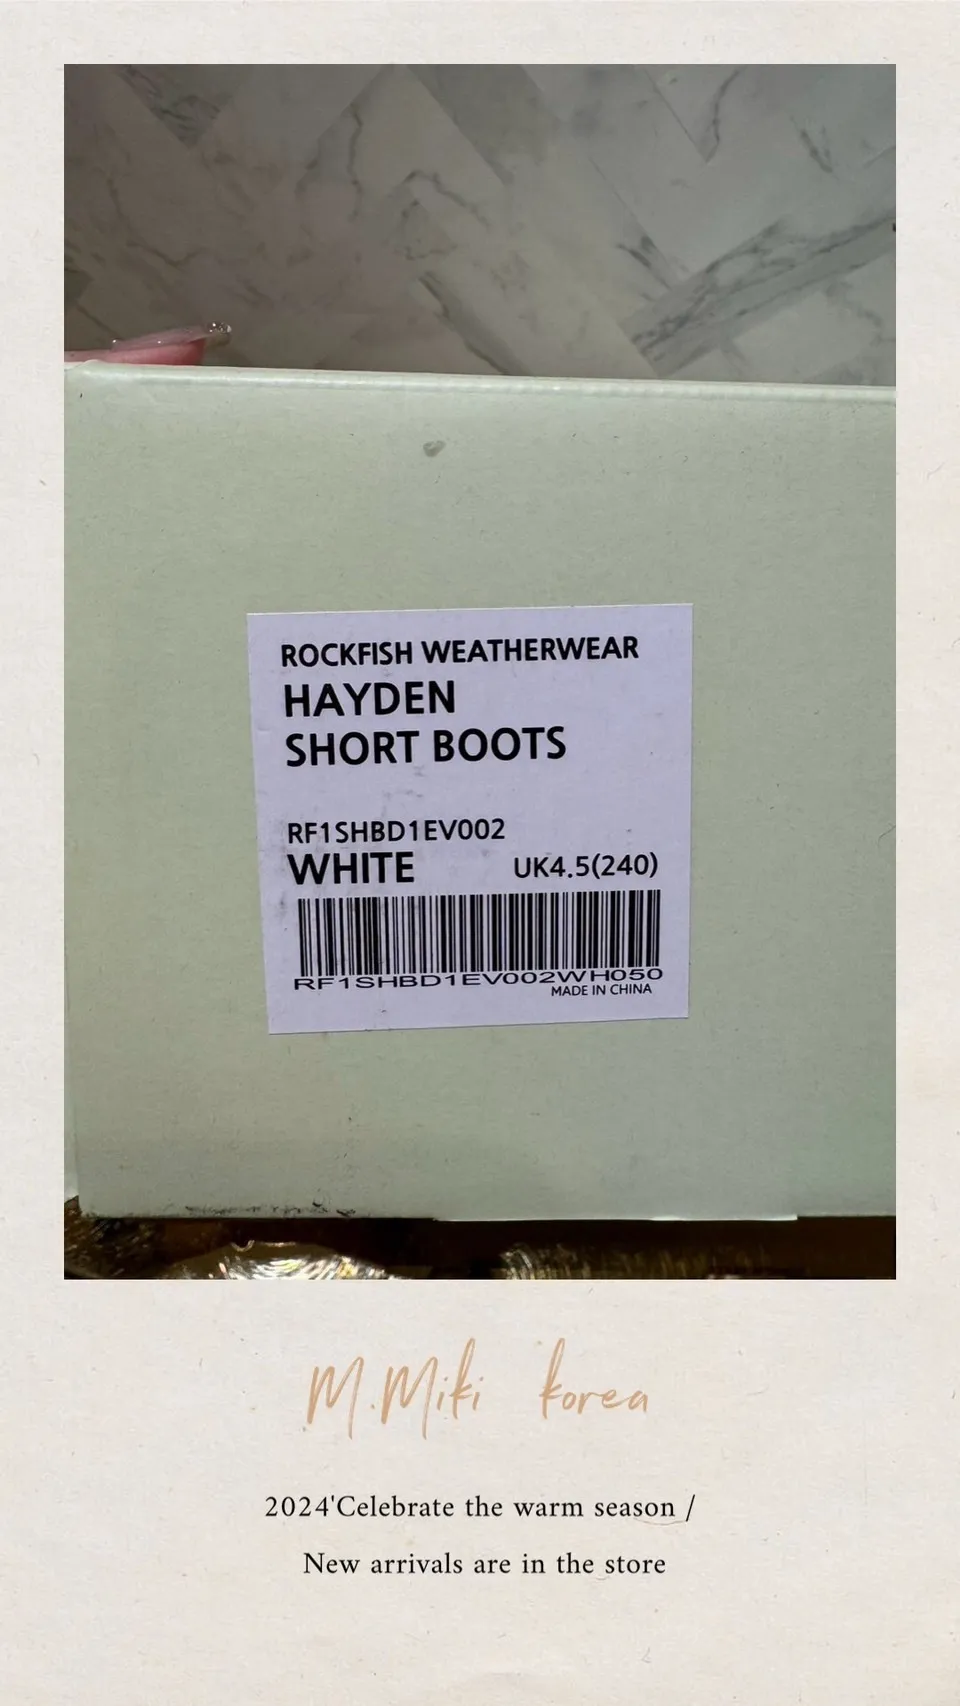 ROCKFISH WEATHERWEAR
HAYDEN
SHORT BOOTS
RF1SHBD1EV002
WHITE UK4.5(240)
RF1SHBD1EV002WH050
MADE IN CHINA
M.Miki korea
2024'Celebrate the warm season /
New arrivals are in the store